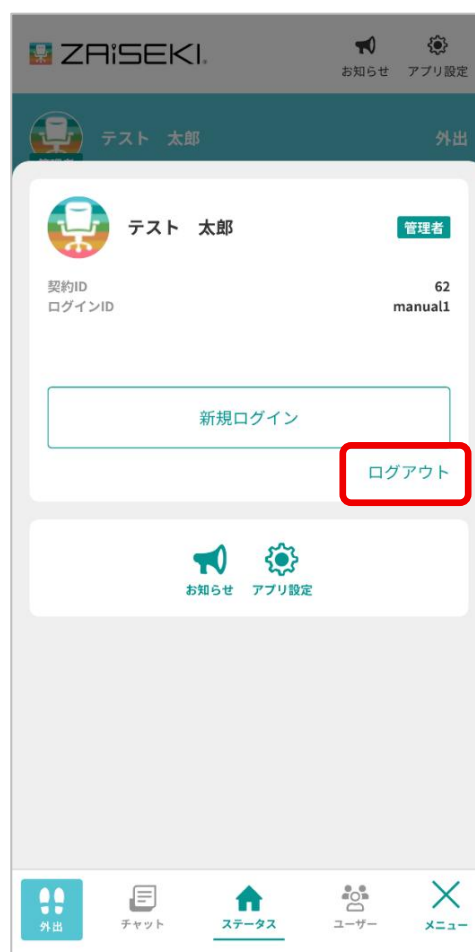 ZAiSEKI.
お知らせ アプリ設定
テスト 太郎 外出
テスト 太郎 管理者
契約ID 62
ログインID manual1
新規ログイン
ログアウト
お知らせ アプリ設定
外出 チャット ステータス ユーザー メニュー